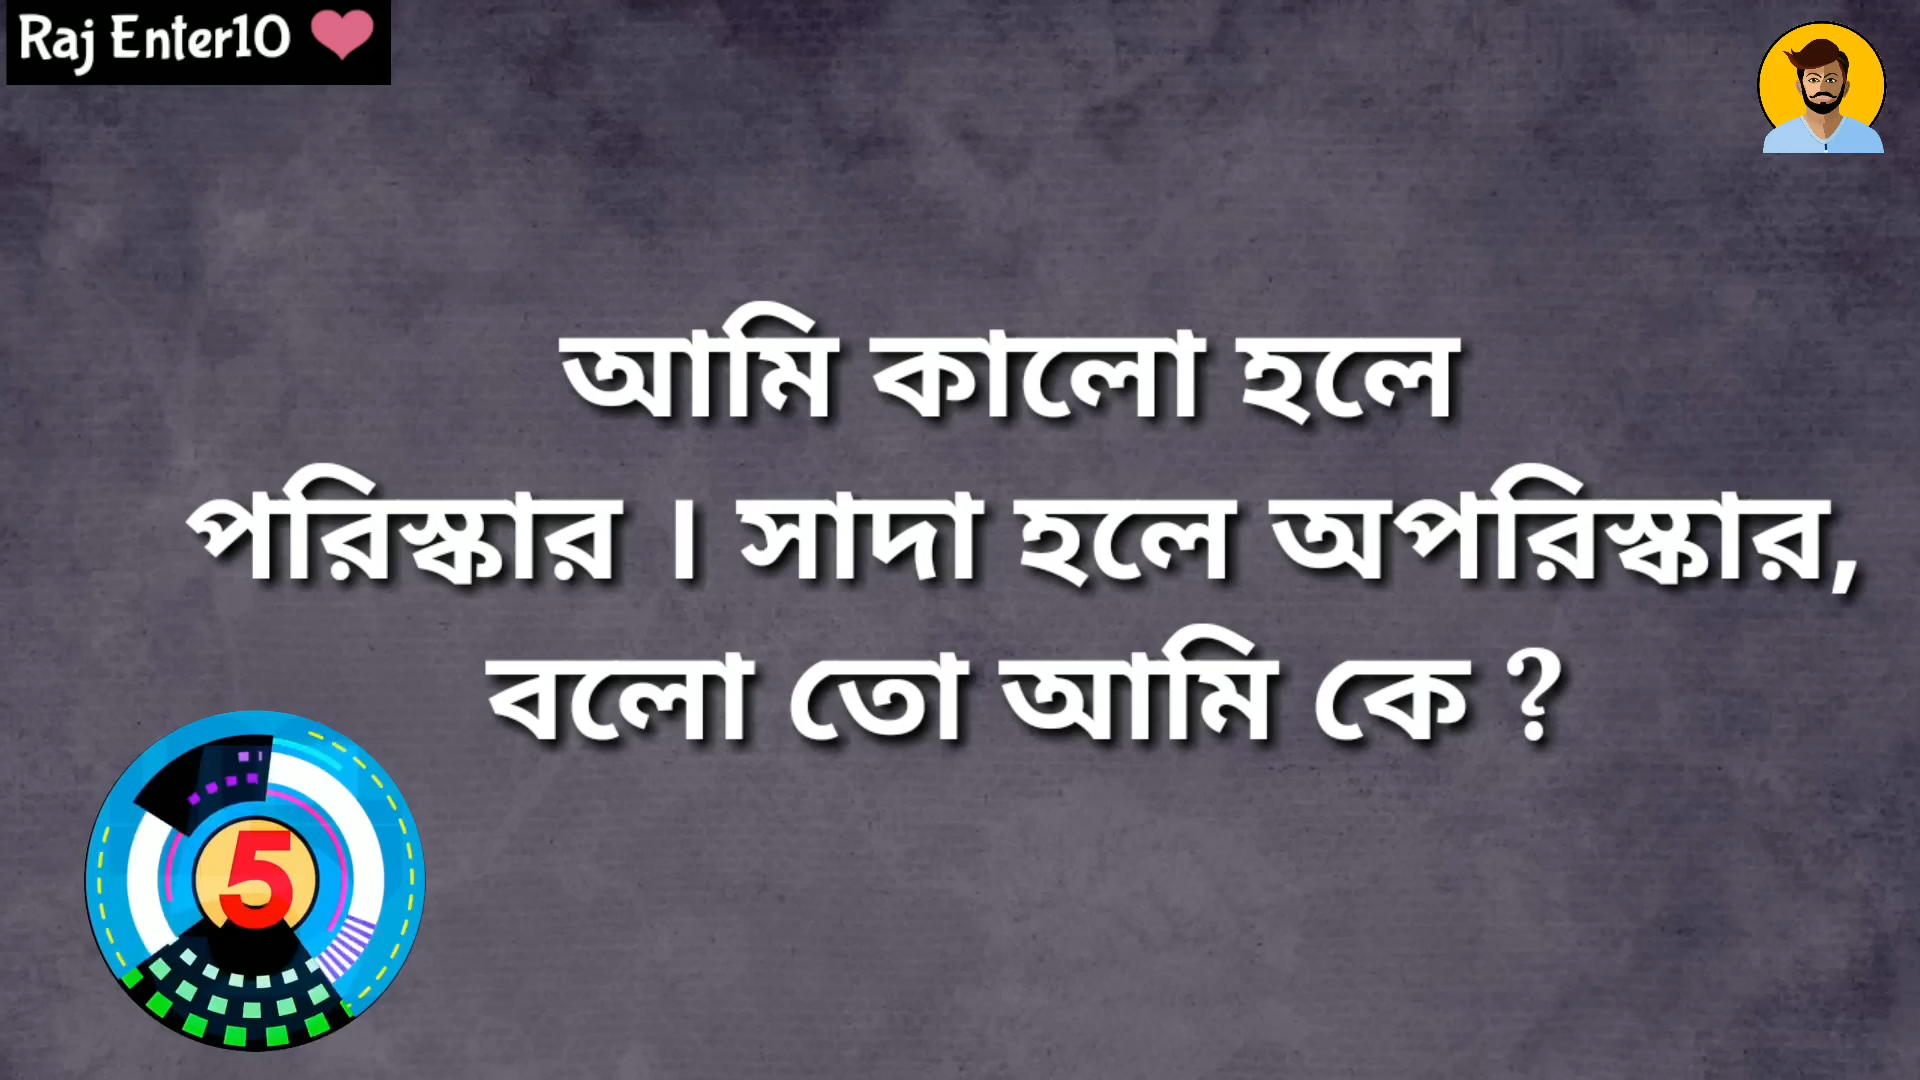 Raj Enter10 ❤
আমি কালো হলে
পরিস্কার । সাদা হলে অপরিস্কার,
বলো তো আমি কে ?
5